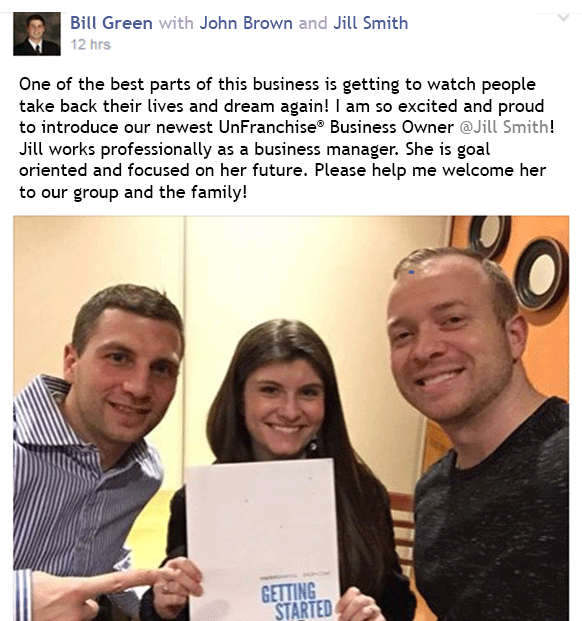 Bill Green with John Brown and Jill Smith
12 hrs
One of the best parts of this business is getting to watch people
take back their lives and dream again! I am so excited and proud
to introduce our newest UnFranchise® Business Owner @Jill Smith!
Jill works professionally as a business manager. She is goal
oriented and focused on her future. Please help me welcome her
to our group and the family!
GETTING
STARTED